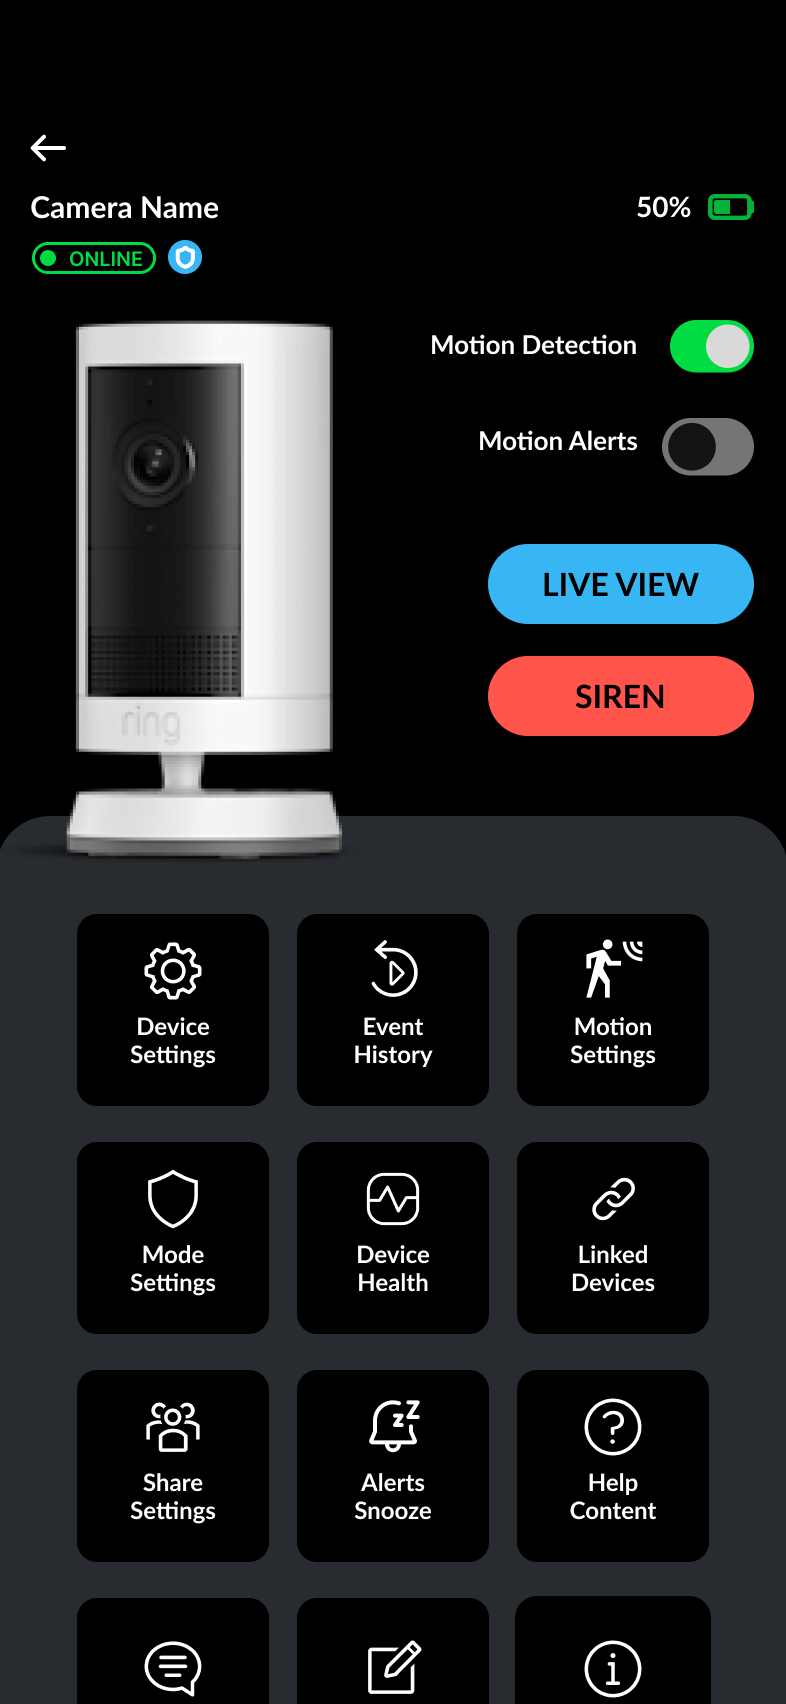 Camera Name
50%
ONLINE
Motion Detection
Motion Alerts
LIVE VIEW
SIREN
ring
Device
Settings
Event
History
Motion
Settings
Mode
Settings
Device
Health
Linked
Devices
Share
Settings
Alerts
Snooze
Help
Content